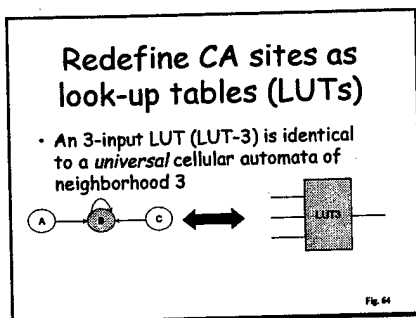 Redefine CA sites as
look-up tables (LUTs)
• An 3-input LUT (LUT-3) is identical
to a universal cellular automata of
neighborhood 3
A B C LUT3
Fig. 64